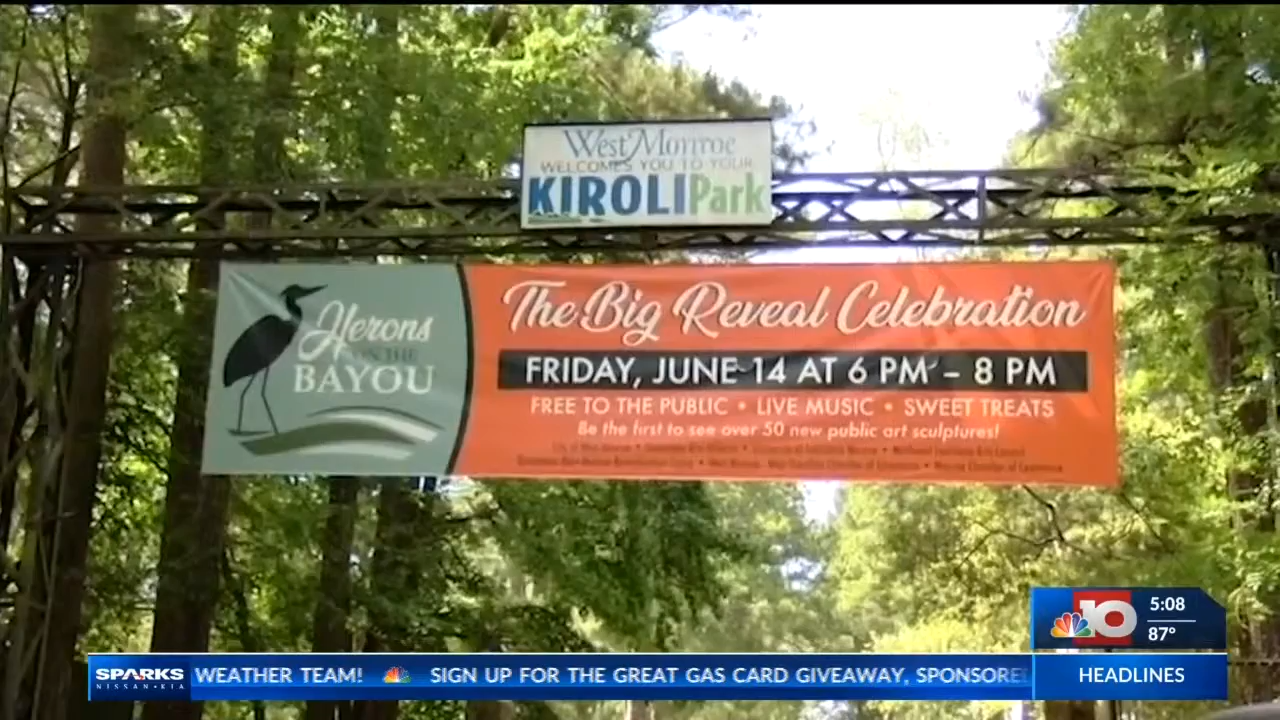 West Monroe
WELCOMES YOU TO YOUR
KIROLI Park
Herons
ON THE
BAYOU
The Big Reveal Celebration
FRIDAY, JUNE 14 AT 6 PM - 8 PM
FREE TO THE PUBLIC • LIVE MUSIC • SWEET TREATS
Be the first to see over 50 new public art sculptures!
10
5:08
87°
SPARKS
NISSAN•KIA
WEATHER TEAM! SIGN UP FOR THE GREAT GAS CARD GIVEAWAY, SPONSORE
HEADLINES